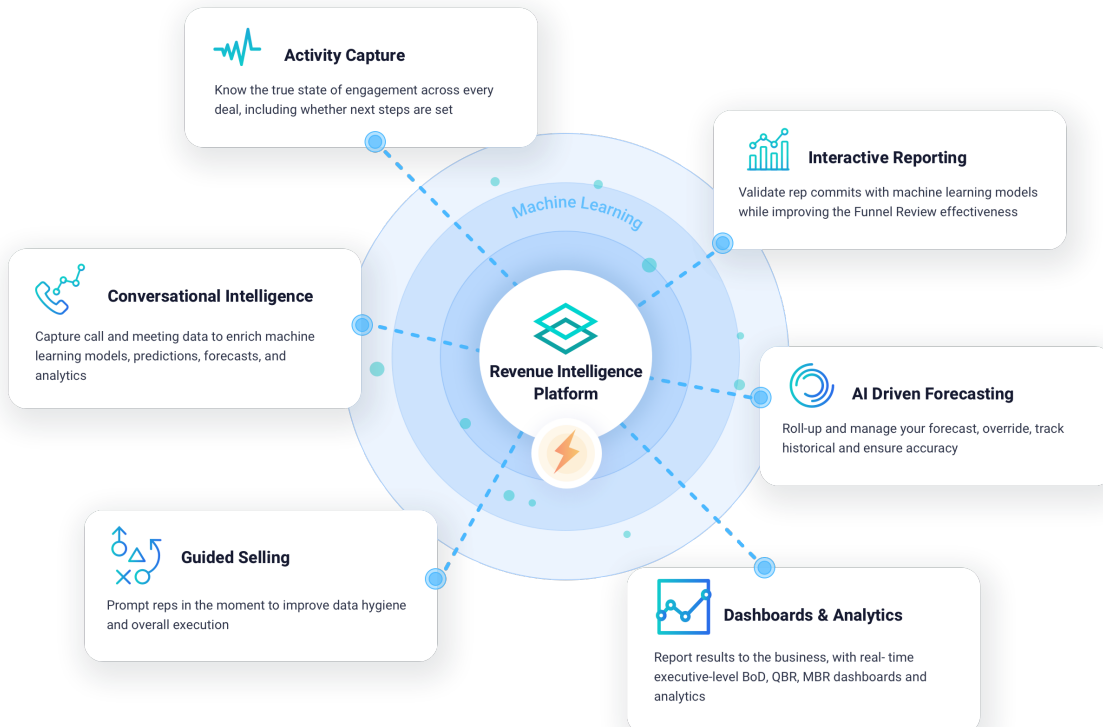 Activity Capture
Know the true state of engagement across every
deal, including whether next steps are set
Interactive Reporting
Validate rep commits with machine learning models
while improving the Funnel Review effectiveness
Machine Learning
Conversational Intelligence
Capture call and meeting data to enrich machine
learning models, predictions, forecasts, and
analytics
Revenue Intelligence
Platform
AI Driven Forecasting
Roll-up and manage your forecast, override, track
historical and ensure accuracy
Guided Selling
Prompt reps in the moment to improve data hygiene
and overall execution
Dashboards & Analytics
Report results to the business, with real- time
executive-level BoD, QBR, MBR dashboards and
analytics